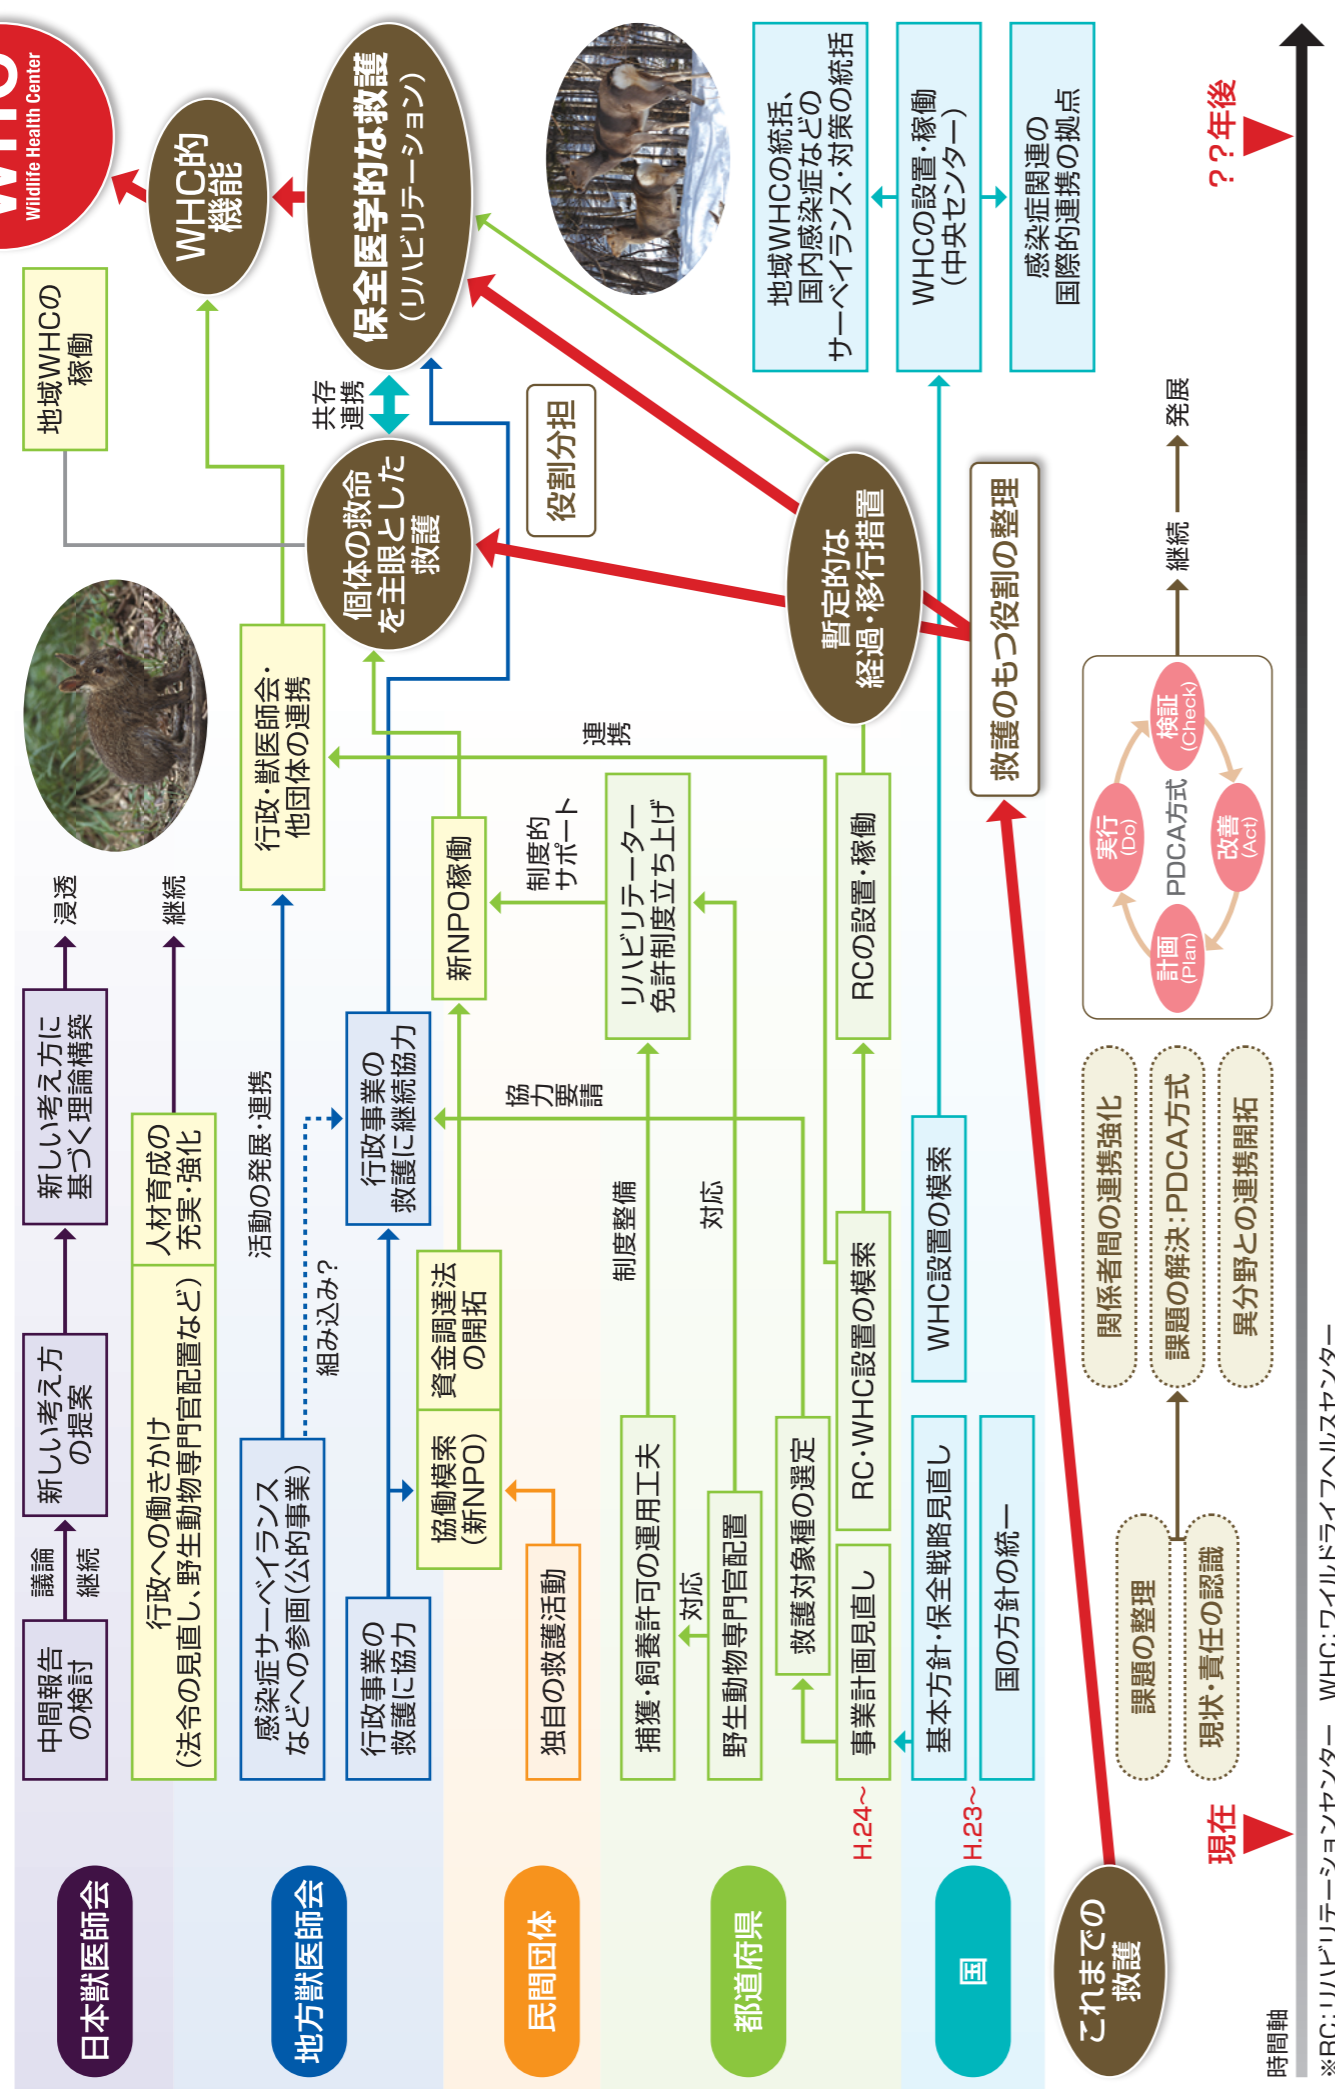 WHC
Wildlife Health Center
日本獣医師会
中間報告
の検討
議論
継続
新しい考え方
の提案
新しい考え方に
基づく理論構築
浸透
行政への働きかけ
(法令の見直し、野生動物専門官配置など)
人材育成の
充実・強化
継続
地域WHCの
稼働
WHC的
機能
地方獣医師会
感染症サーベイランス
などへの参画(公的事業)
活動の発展・連携
組み込み?
行政・獣医師会・
他団体の連携
行政事業の
救護に協力
行政事業の
救護に継続協力
個体の救命
を主眼とした
救護
共存
連携
保全医学的な救護
(リハビリテーション)
民間団体
協働模索
(新NPO)
資金調達法
の開拓
新NPO稼働
独自の救護活動
協力
要請
制度的
サポート
連携
役割分担
都道府県
捕獲・飼養許可の運用工夫
制度整備
リハビリテーター
免許制度立ち上げ
対応
野生動物専門官配置
対応
救護対象種の選定
H.24〜
事業計画見直し
RC・WHC設置の模索
RCの設置・稼働
暫定的な
経過・移行措置
国
H.23〜
基本方針・保全戦略見直し
国の方針の統一
WHC設置の模索
地域WHCの統括、
国内感染症などの
サーベイランス・対策の統括
WHCの設置・稼働
(中央センター)
感染症関連の
国際的連携の拠点
救護のもつ役割の整理
これまでの
救護
課題の整理
現状・責任の認識
関係者間の連携強化
課題の解決:PDCA方式
異分野との連携開拓
計画
(Plan)
実行
(Do)
検証
(Check)
改善
(Act)
PDCA方式
継続
発展
現在
??年後
時間軸
※RC:リハビリテーションセンター WHC:ワイルドライフヘルスセンター